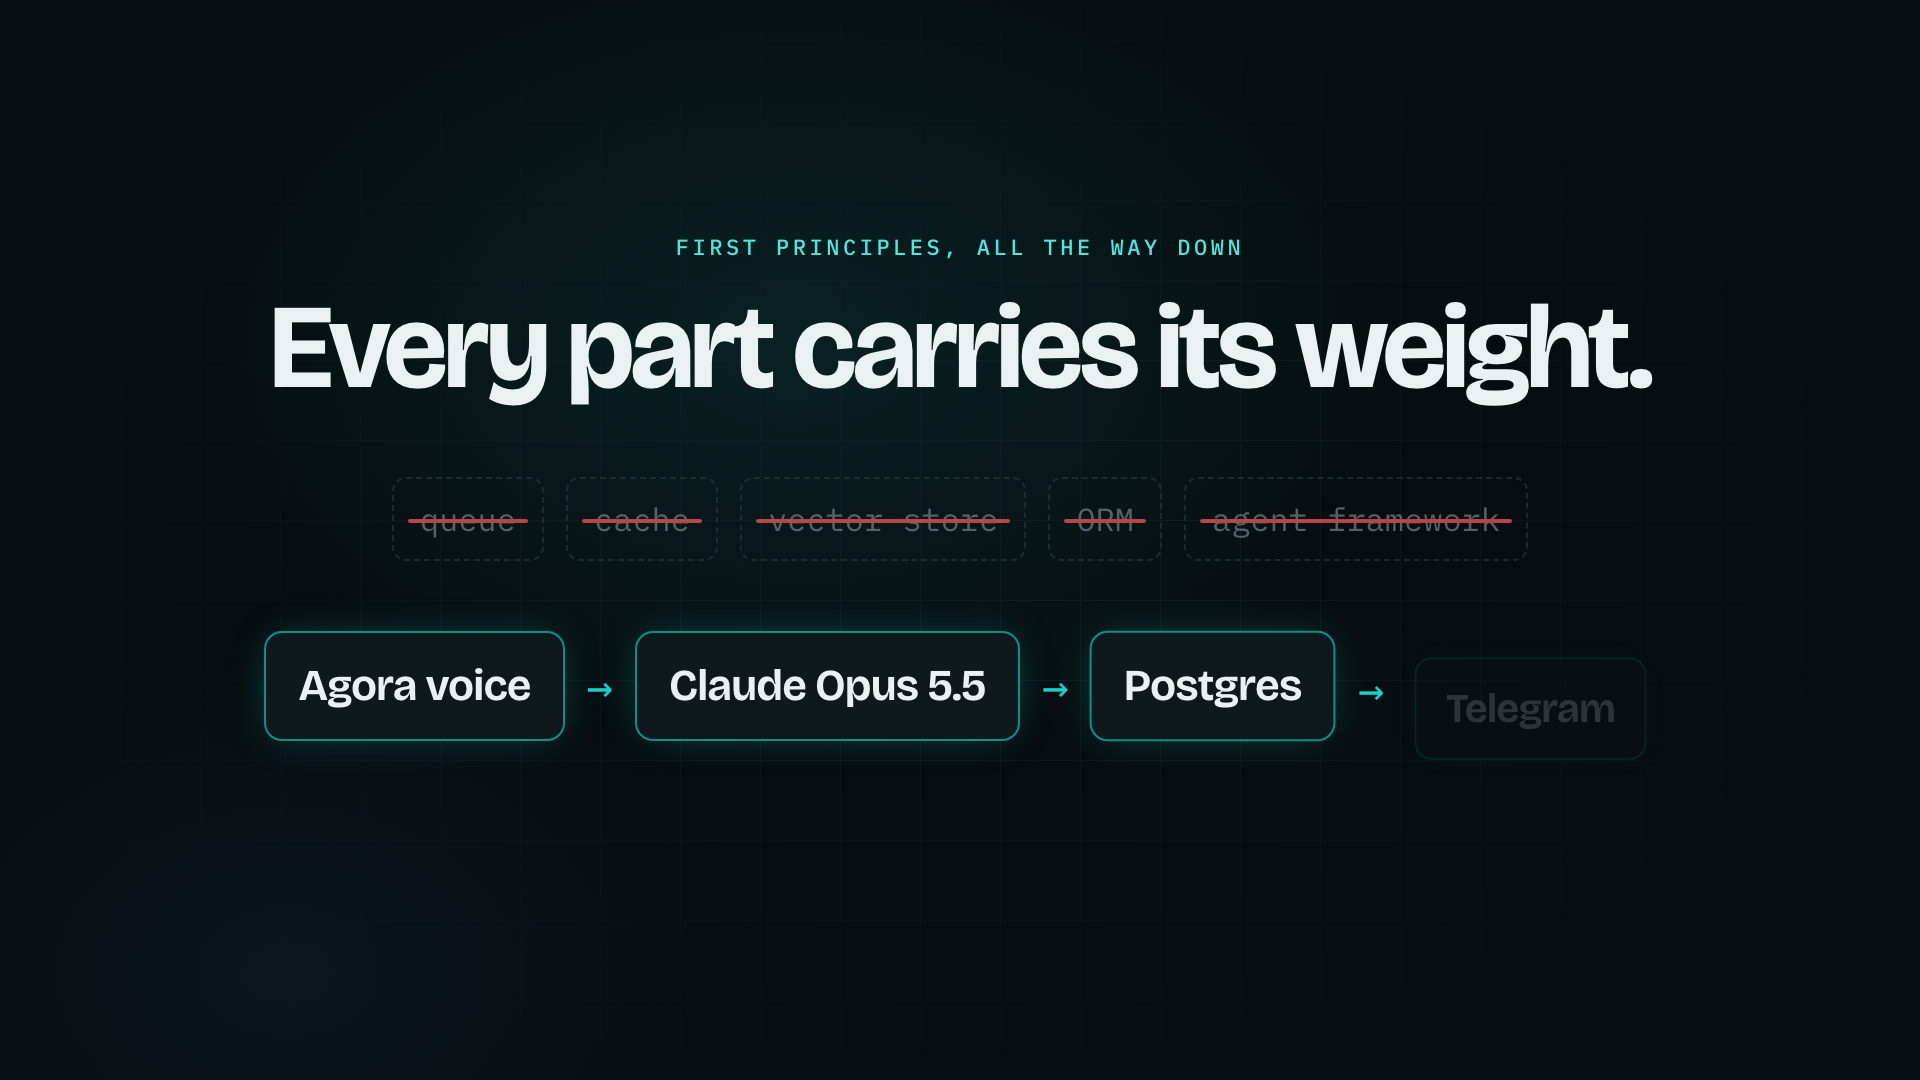 FIRST PRINCIPLES, ALL THE WAY DOWN
Every part carries its weight.
queue cache vector store ORM agent framework
Agora voice → Claude Opus 5.5 → Postgres → Telegram